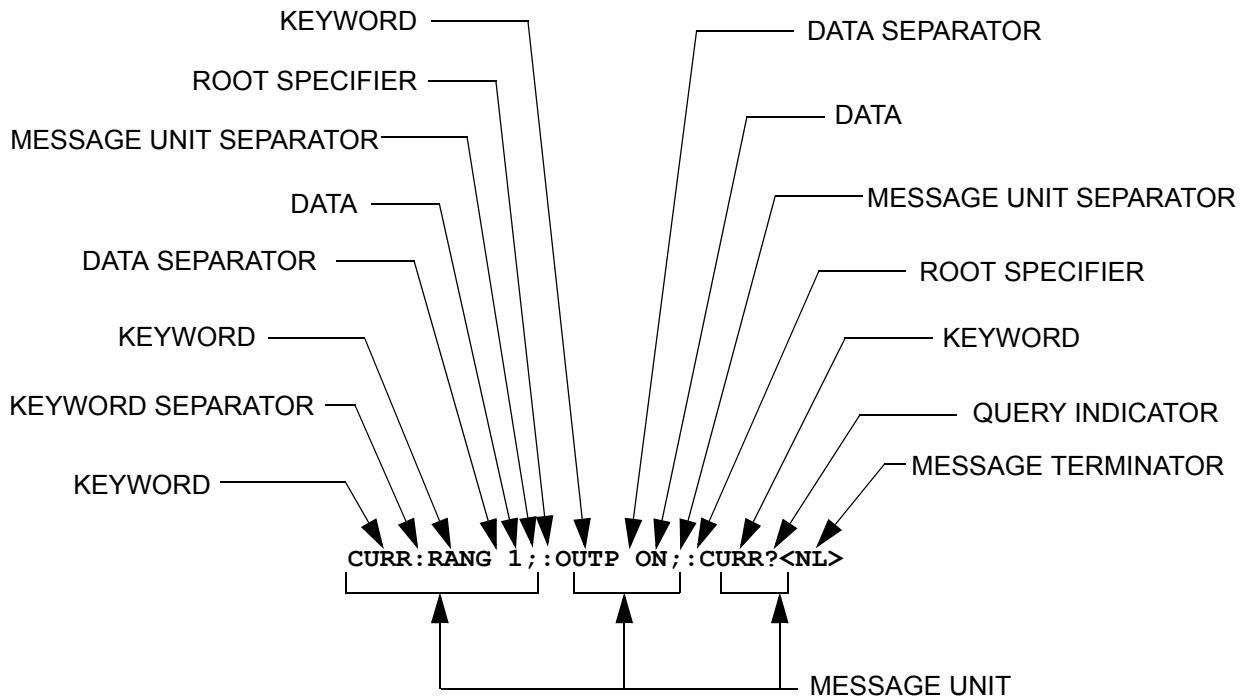 KEYWORD
DATA SEPARATOR
ROOT SPECIFIER
DATA
MESSAGE UNIT SEPARATOR
MESSAGE UNIT SEPARATOR
DATA
DATA SEPARATOR
ROOT SPECIFIER
KEYWORD
KEYWORD
KEYWORD SEPARATOR
QUERY INDICATOR
MESSAGE TERMINATOR
KEYWORD
CURR:RANG 1;:OUTP ON;:CURR?<NL>
MESSAGE UNIT